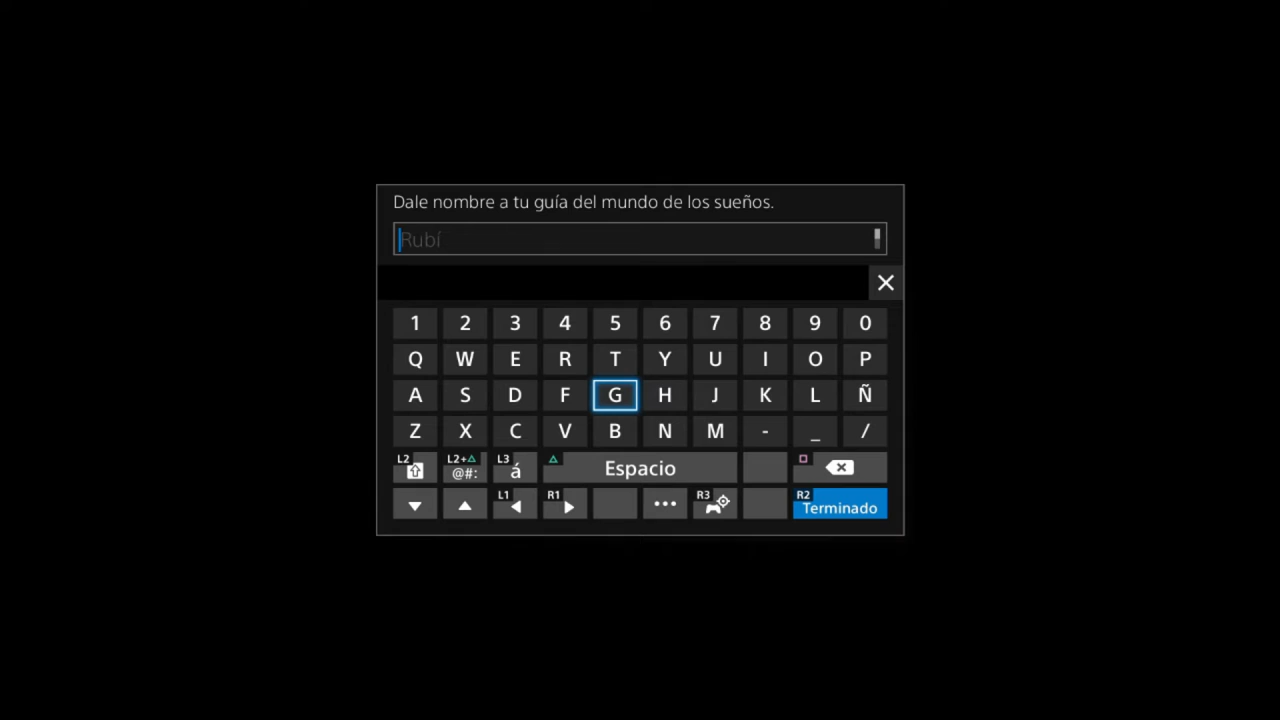 Dale nombre a tu guía del mundo de los sueños.
Rubí
1 2 3 4 5 6 7 8 9 0
Q W E R T Y U I O P
A S D F G H J K L Ñ
Z X C V B N M - _ /
L2 L2+△ @#: L3 á △ Espacio
L1 R1 ••• R3 R2 Terminado